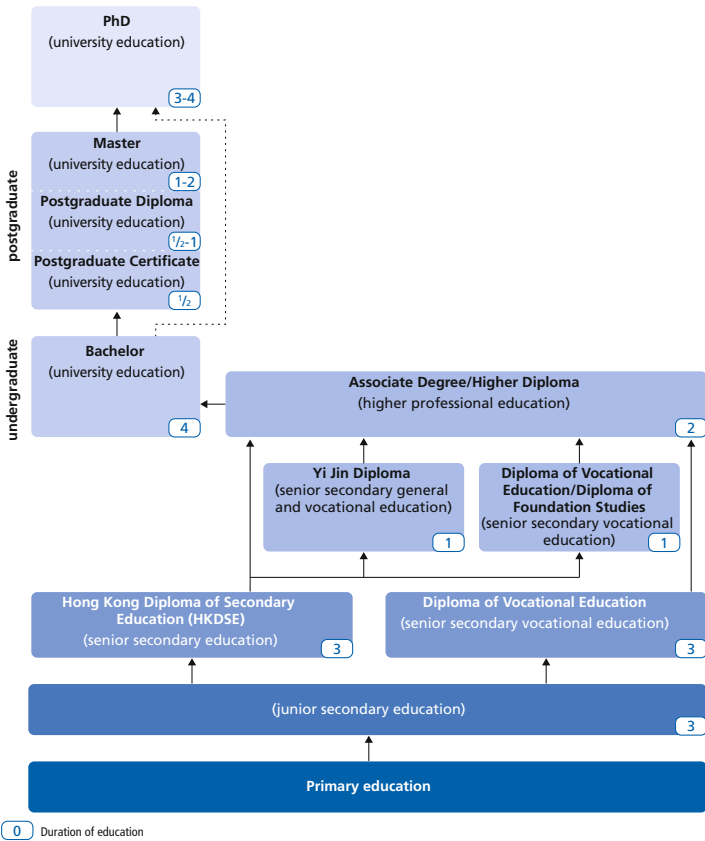 PhD
(university education)
3-4
postgraduate
Master
(university education)
1-2
Postgraduate Diploma
(university education)
1/2-1
Postgraduate Certificate
(university education)
1/2
undergraduate
Bachelor
(university education)
4
Associate Degree/Higher Diploma
(higher professional education)
2
Yi Jin Diploma
(senior secondary general
and vocational education)
1
Diploma of Vocational
Education/Diploma of
Foundation Studies
(senior secondary vocational
education)
1
Hong Kong Diploma of Secondary
Education (HKDSE)
(senior secondary education)
3
Diploma of Vocational Education
(senior secondary vocational education)
3
(junior secondary education)
3
Primary education
0 Duration of education